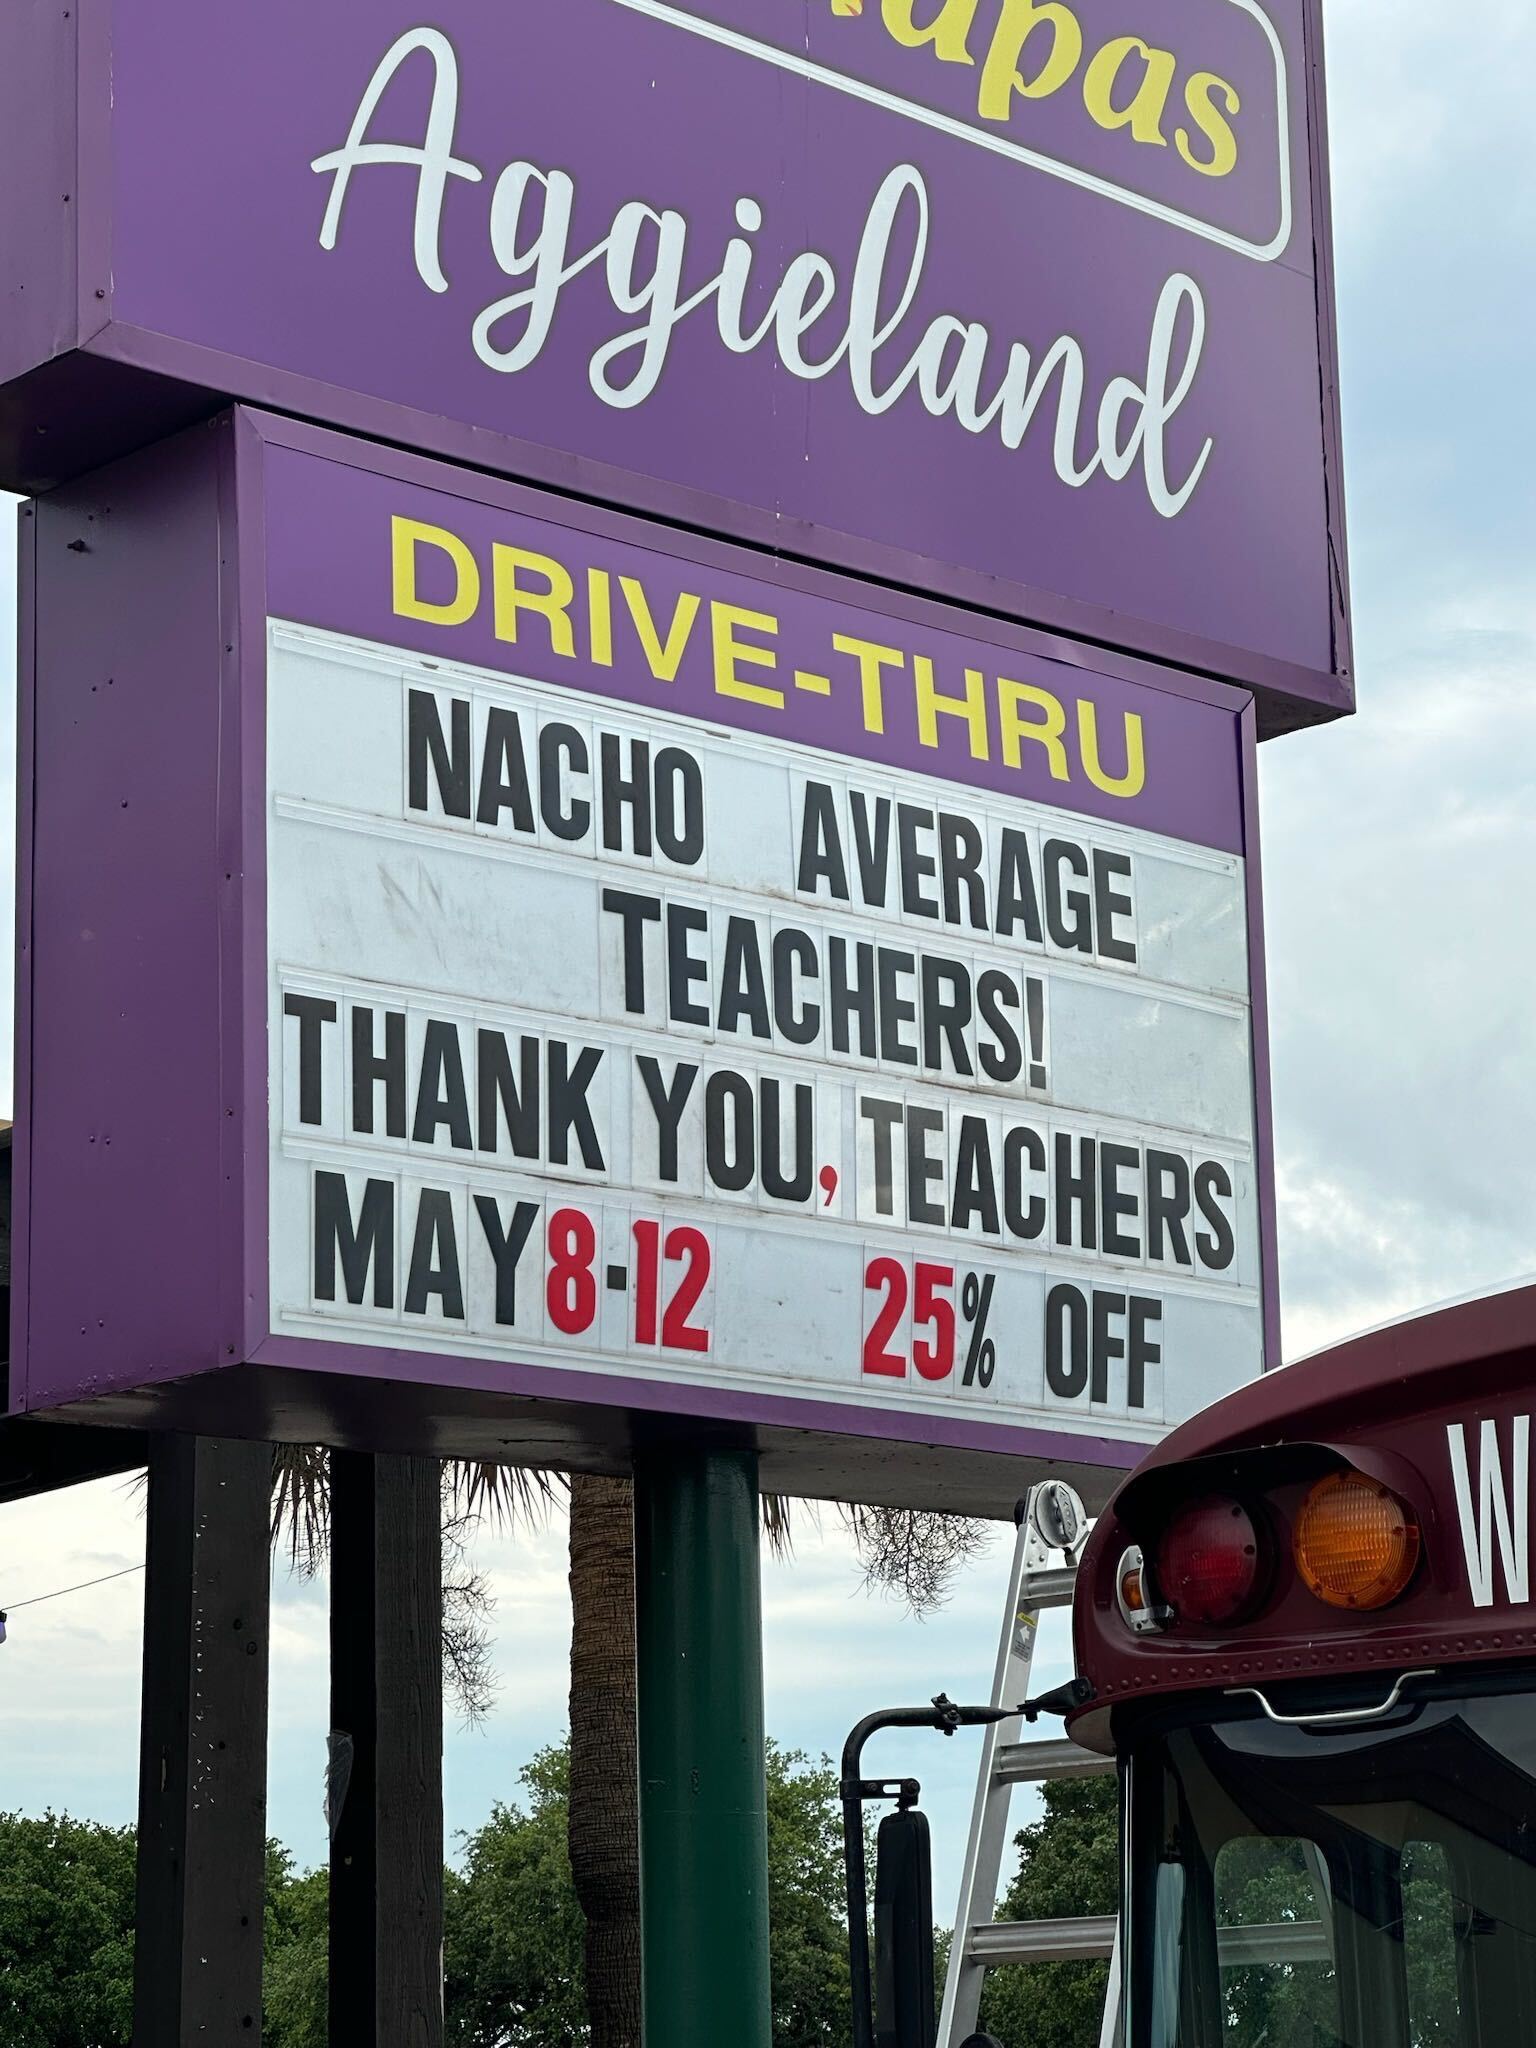 Aggieland
DRIVE-THRU
NACHO AVERAGE
TEACHERS!
THANK YOU, TEACHERS
MAY 8-12 25% OFF